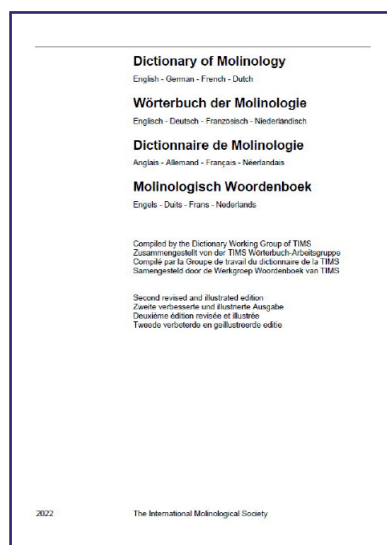 Dictionary of Molinology
English - German - French - Dutch
Wörterbuch der Molinologie
Englisch - Deutsch - Französisch - Niederländisch
Dictionnaire de Molinologie
Anglais - Allemand - Français - Néerlandais
Molinologisch Woordenboek
Engels - Duits - Frans - Nederlands
Compiled by the Dictionary Working Group of TIMS
Zusammengestellt von der TIMS Wörterbuch-Arbeitsgruppe
Compilé par la Groupe de travail du dictionnaire de la TIMS
Samengesteld door de Werkgroep Woordenboek van TIMS
Second revised and illustrated edition
Zweite verbesserte und illustrierte Ausgabe
Deuxième édition revisée et illustrée
Tweede verbeterde en geillustreerde editie
2022 The International Molinological Society